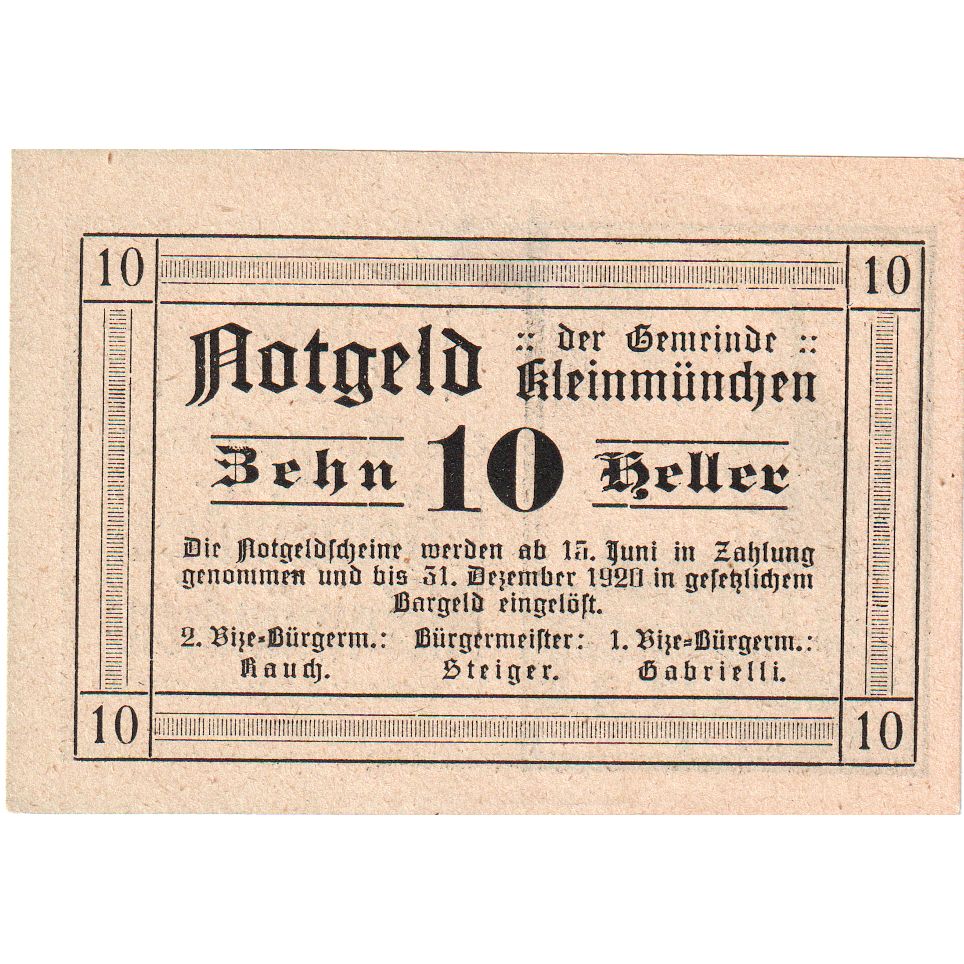 10 10
Notgeld :: der Gemeinde ::
Kleinmünchen
Zehn 10 Heller
Die Notgeldscheine werden ab 15. Juni in Zahlung
genommen und bis 31. Dezember 1920 in gesetzlichem
Bargeld eingelöst.
2. Vize=Bürgerm.: Bürgermeister: 1. Vize=Bürgerm.:
Rauch. Steiger. Gabrielli.
10 10